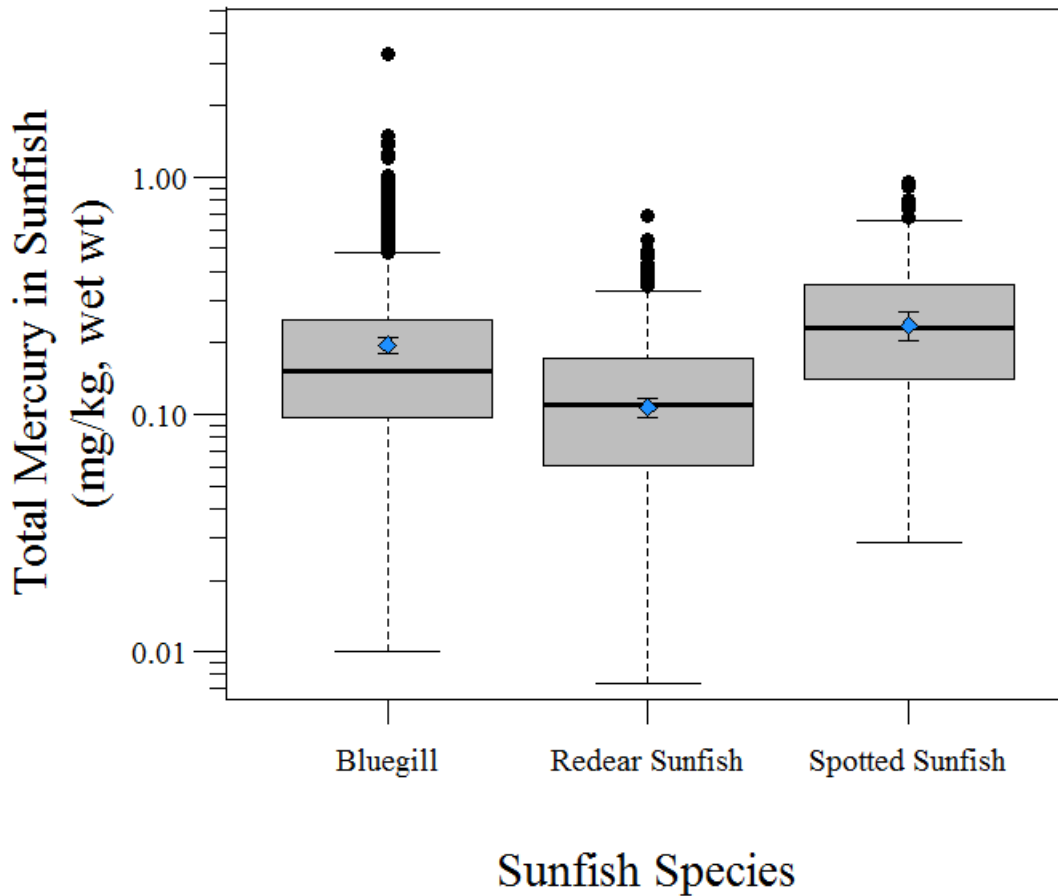 Total Mercury in Sunfish
(mg/kg, wet wt)
1.00
0.10
0.01
Bluegill
Redear Sunfish
Spotted Sunfish
Sunfish Species